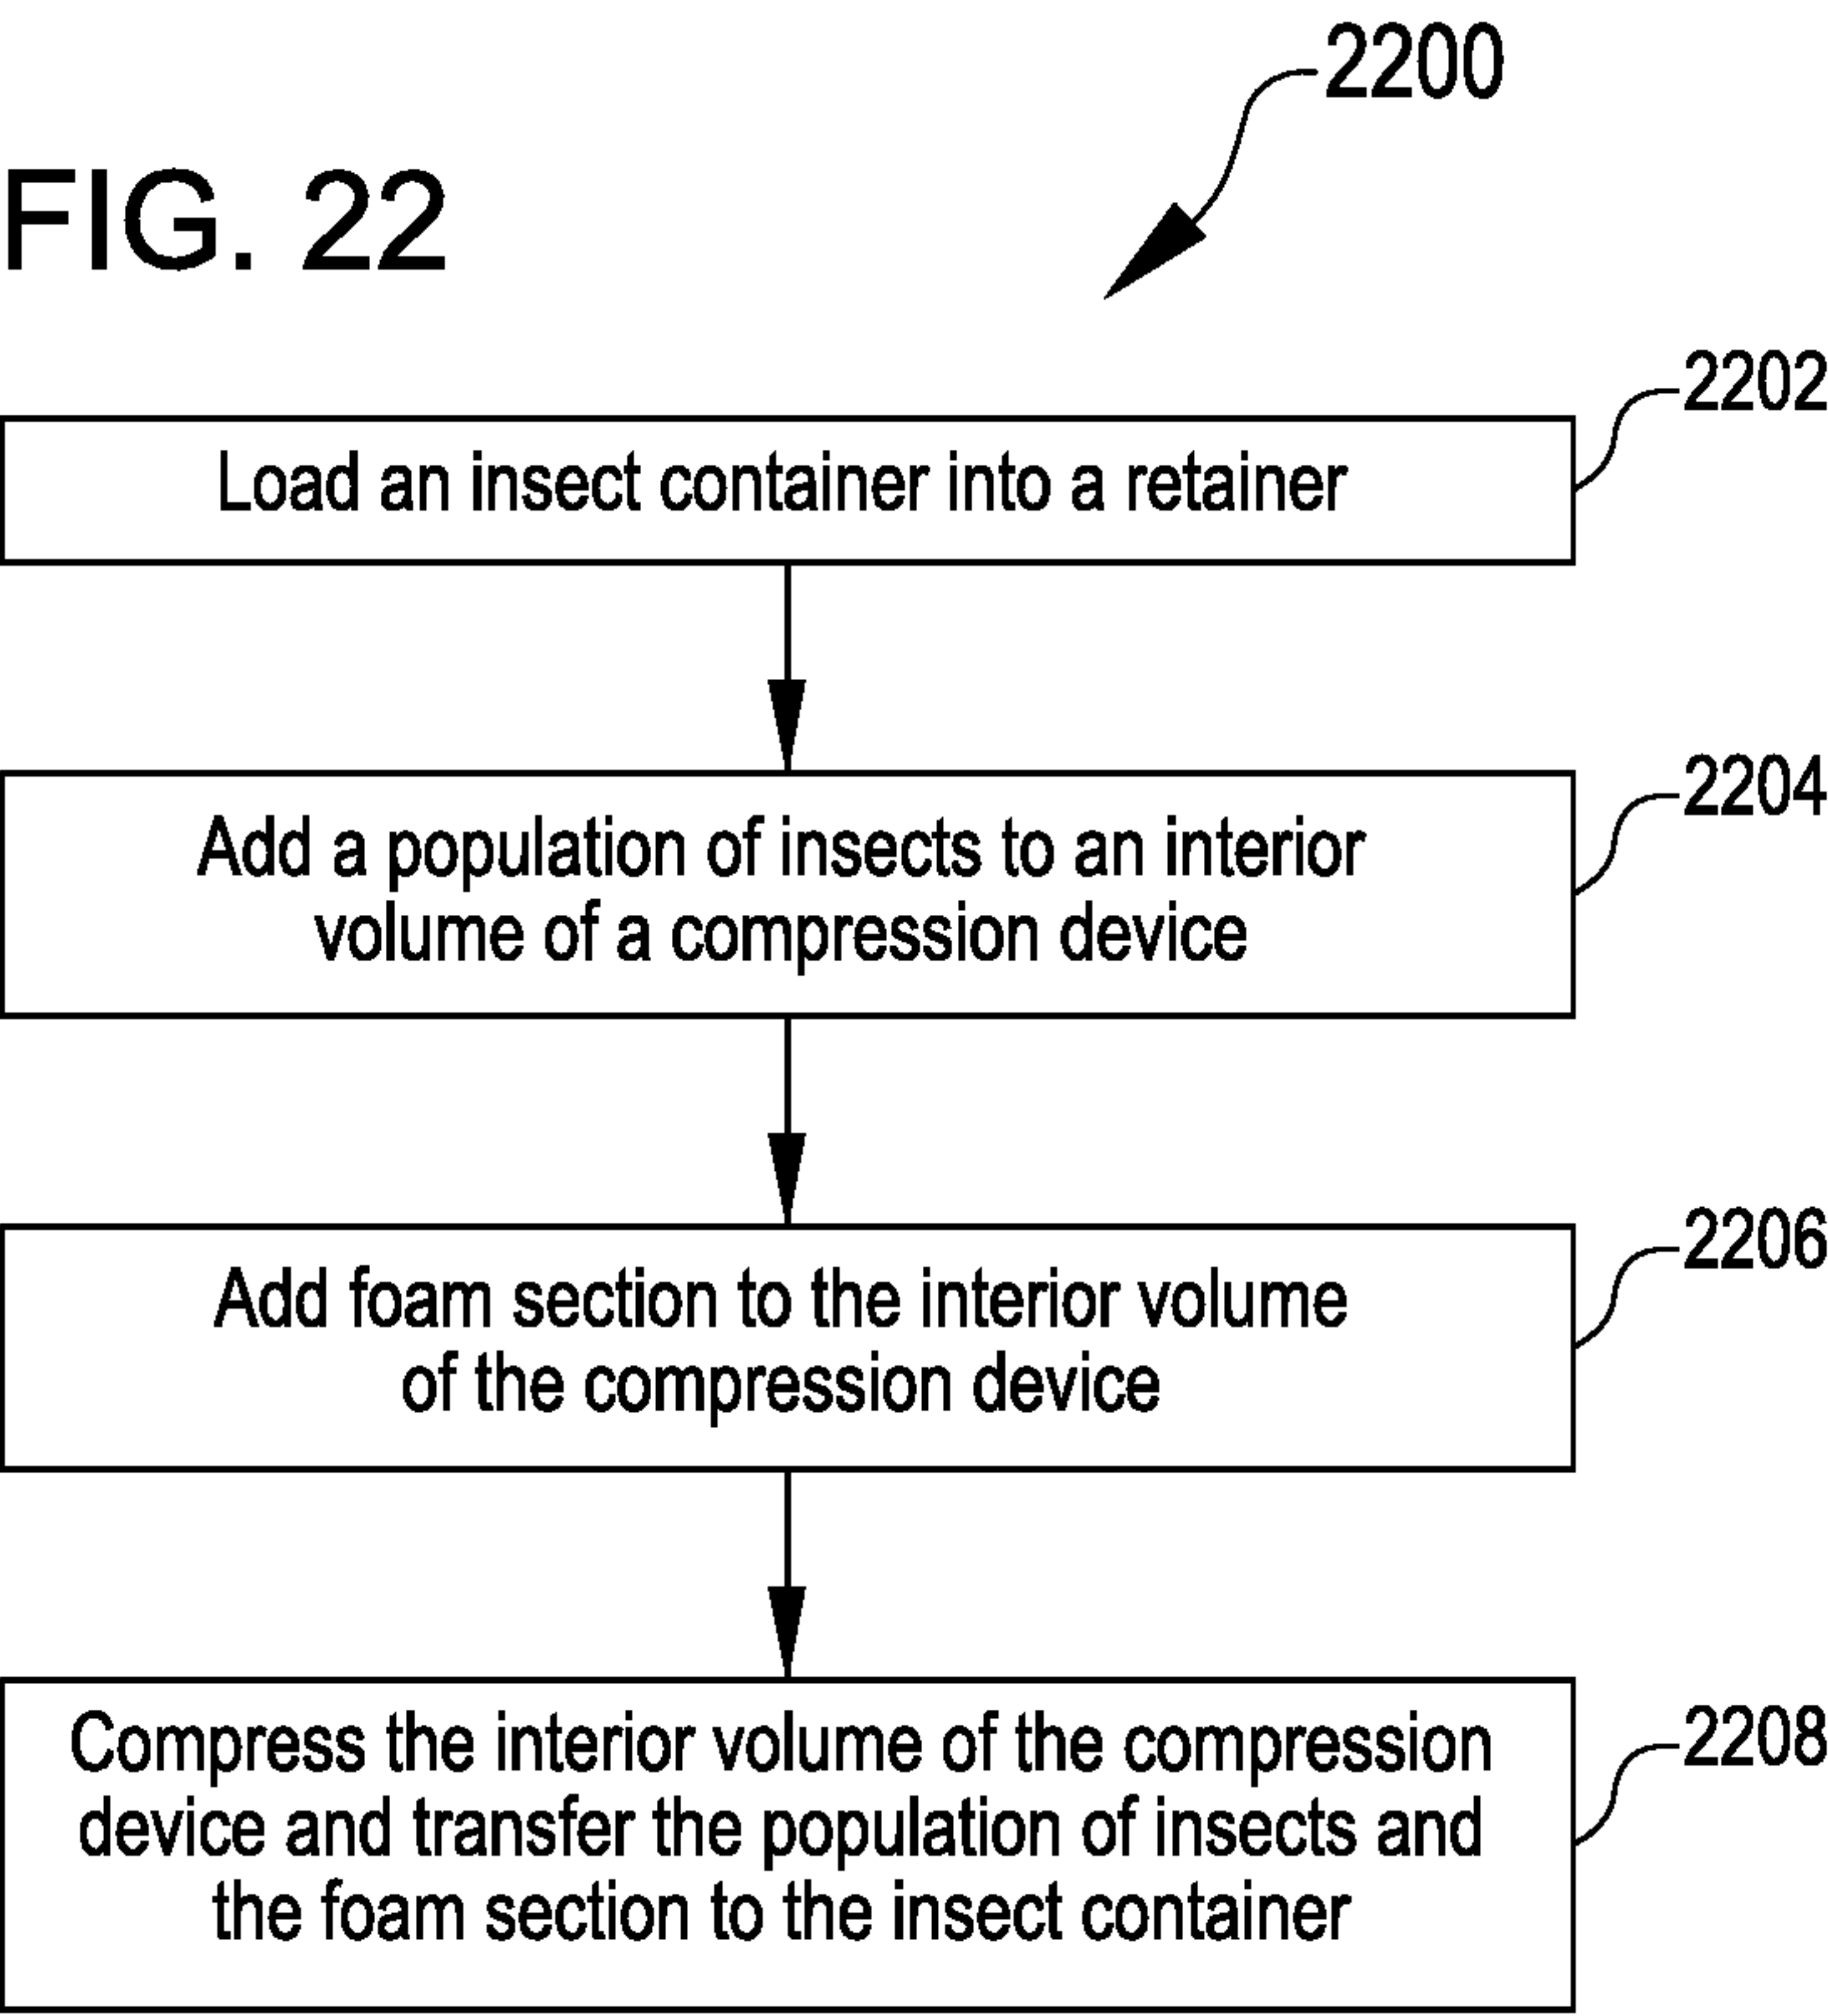 2200
FIG. 22
2202
Load an insect container into a retainer
2204
Add a population of insects to an interior
volume of a compression device
2206
Add foam section to the interior volume
of the compression device
2208
Compress the interior volume of the compression
device and transfer the population of insects and
the foam section to the insect container